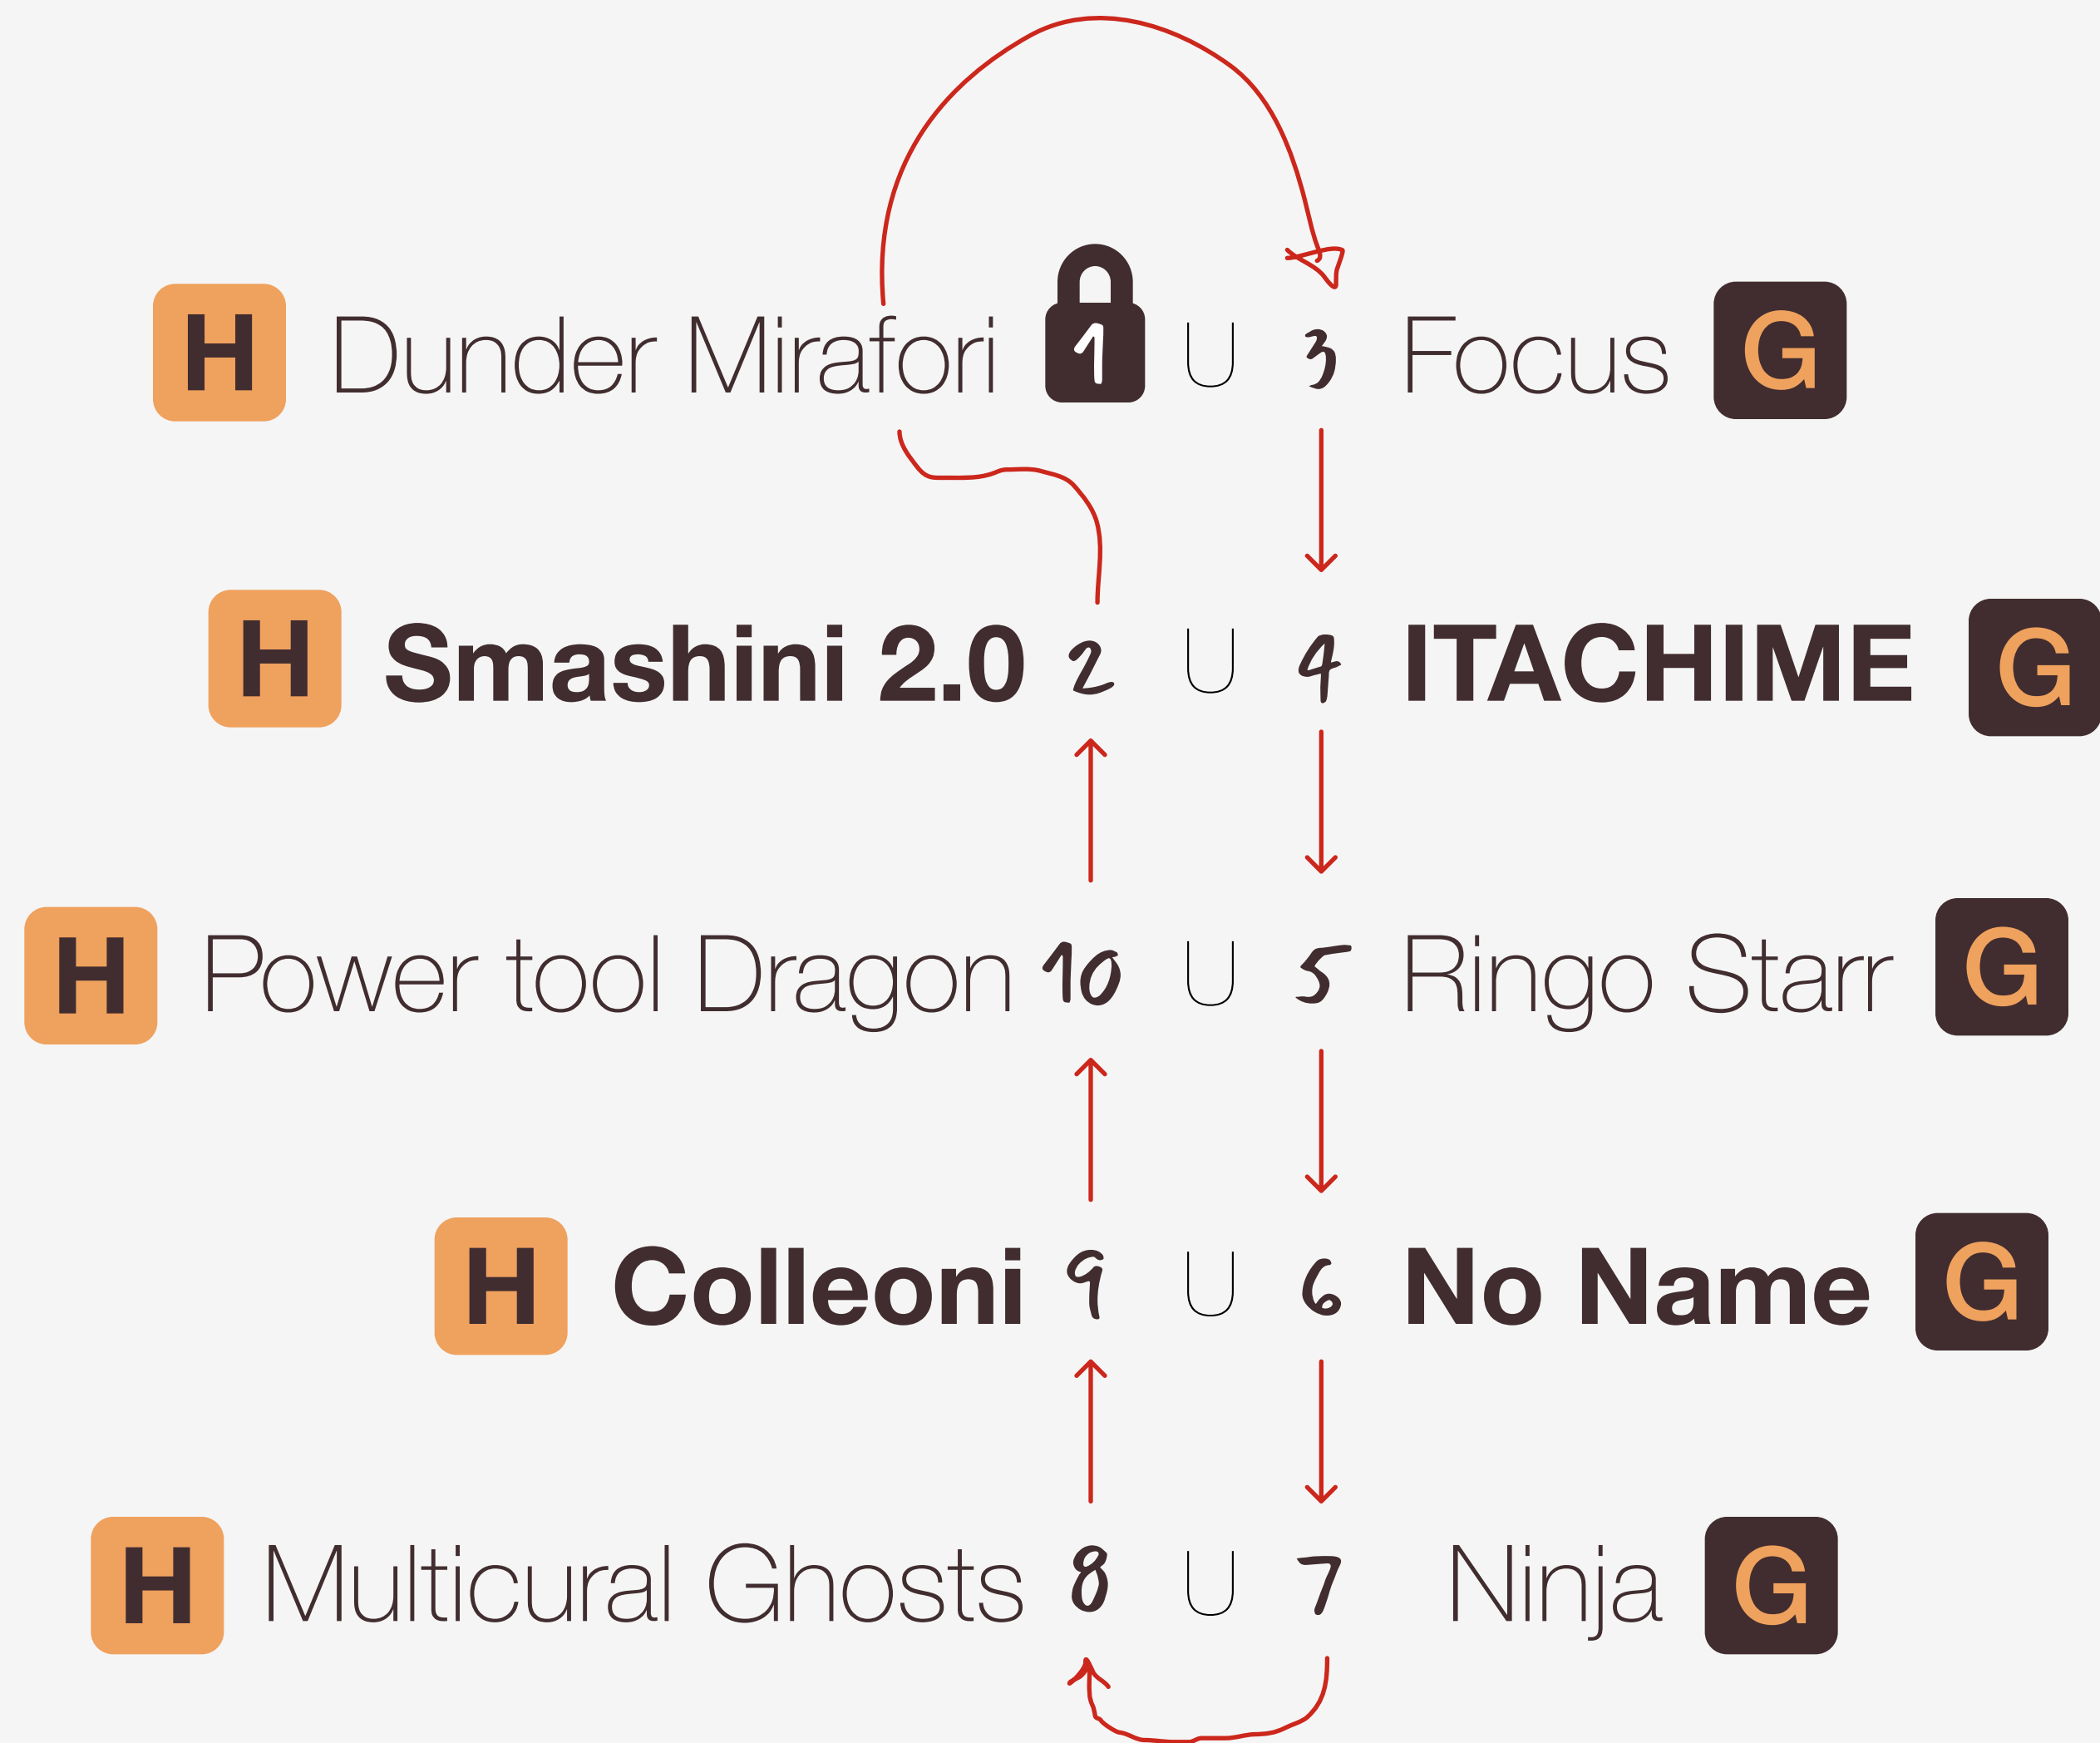 H Dunder Mirafiori 1 U 3 Focus G
H Smashini 2.0 2 U 4 ITACHIME G
H Power tool Dragon 10 U 5 Ringo Starr G
H Colleoni 9 U 6 No Name G
H Multicural Ghosts 8 U 7 Ninja G